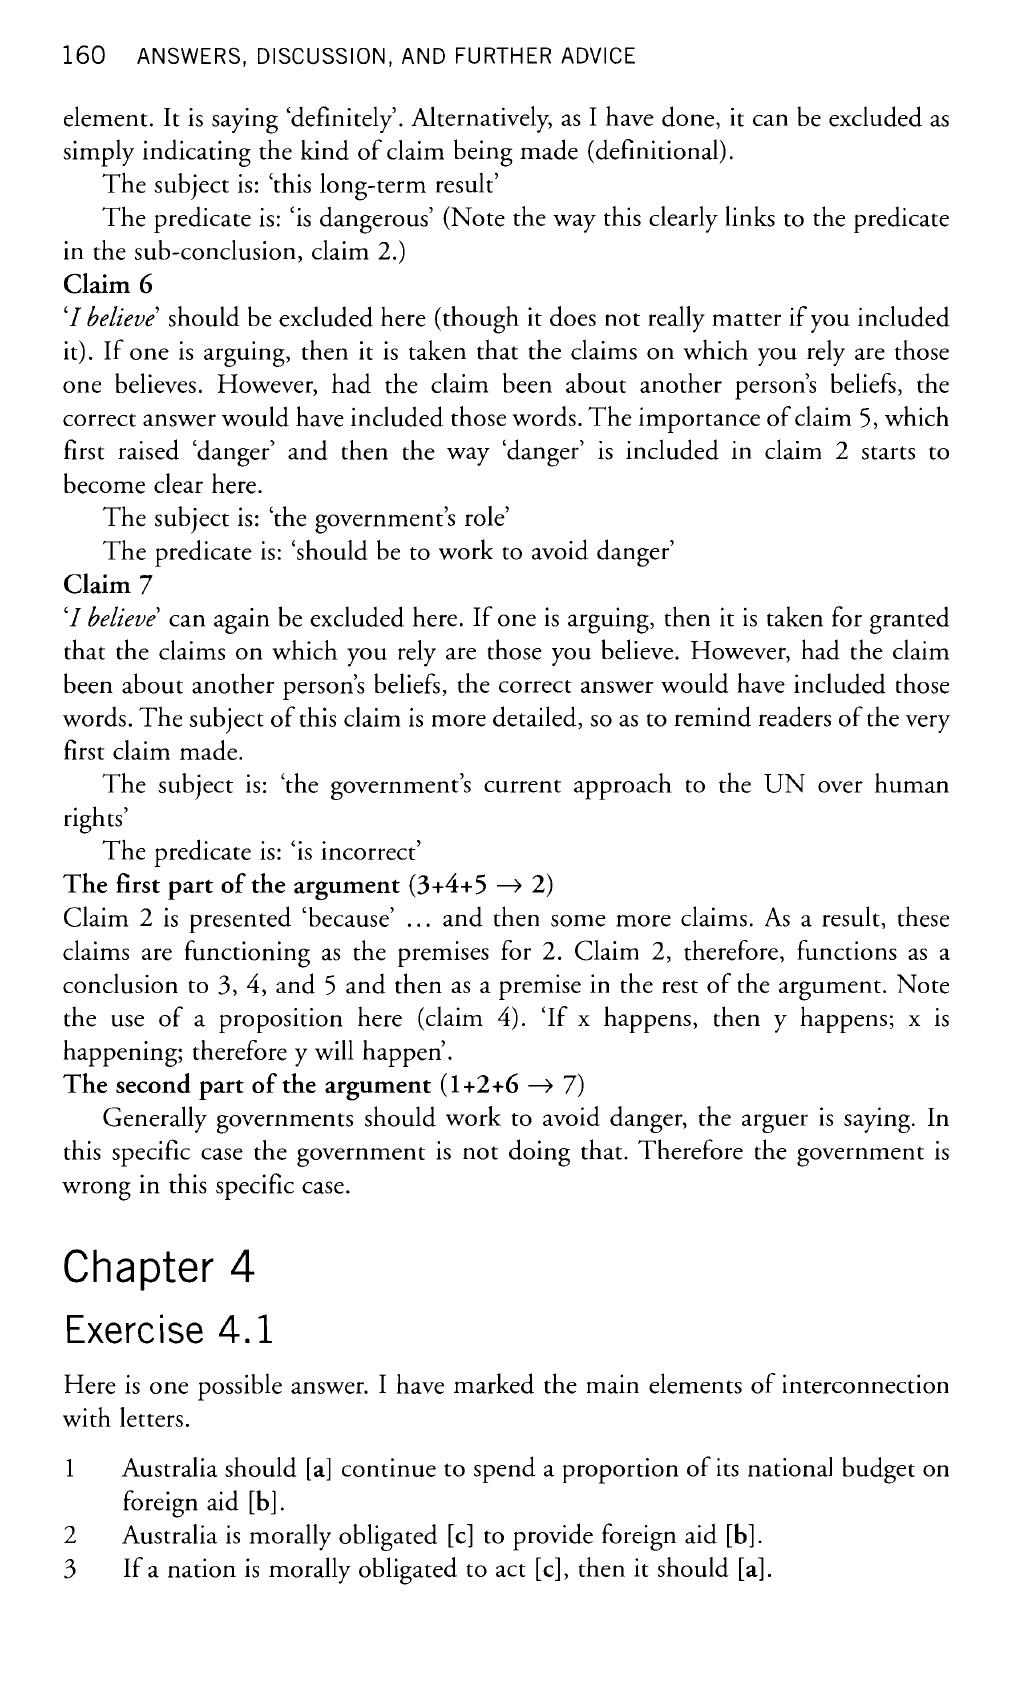 160 ANSWERS, DISCUSSION, AND FURTHER ADVICE
element. It is saying ‘definitely’. Alternatively, as I have done, it can be excluded as
simply indicating the kind of claim being made (definitional).
The subject is: ‘this long-term result’
The predicate is: ‘is dangerous’ (Note the way this clearly links to the predicate
in the sub-conclusion, claim 2.)
Claim 6
‘I believe’ should be excluded here (though it does not really matter if you included
it). If one is arguing, then it is taken that the claims on which you rely are those
one believes. However, had the claim been about another person’s beliefs, the
correct answer would have included those words. The importance of claim 5, which
first raised ‘danger’ and then the way ‘danger’ is included in claim 2 starts to
become clear here.
The subject is: ‘the government’s role’
The predicate is: ‘should be to work to avoid danger’
Claim 7
‘I believe’ can again be excluded here. If one is arguing, then it is taken for granted
that the claims on which you rely are those you believe. However, had the claim
been about another person’s beliefs, the correct answer would have included those
words. The subject of this claim is more detailed, so as to remind readers of the very
first claim made.
The subject is: ‘the government’s current approach to the UN over human
rights’
The predicate is: ‘is incorrect’
The first part of the argument (3+4+5 → 2)
Claim 2 is presented ‘because’ ... and then some more claims. As a result, these
claims are functioning as the premises for 2. Claim 2, therefore, functions as a
conclusion to 3, 4, and 5 and then as a premise in the rest of the argument. Note
the use of a proposition here (claim 4). ‘If x happens, then y happens; x is
happening; therefore y will happen’.
The second part of the argument (1+2+6 → 7)
Generally governments should work to avoid danger, the arguer is saying. In
this specific case the government is not doing that. Therefore the government is
wrong in this specific case.
Chapter 4
Exercise 4.1
Here is one possible answer. I have marked the main elements of interconnection
with letters.
1 Australia should [a] continue to spend a proportion of its national budget on
foreign aid [b].
2 Australia is morally obligated [c] to provide foreign aid [b].
3 If a nation is morally obligated to act [c], then it should [a].